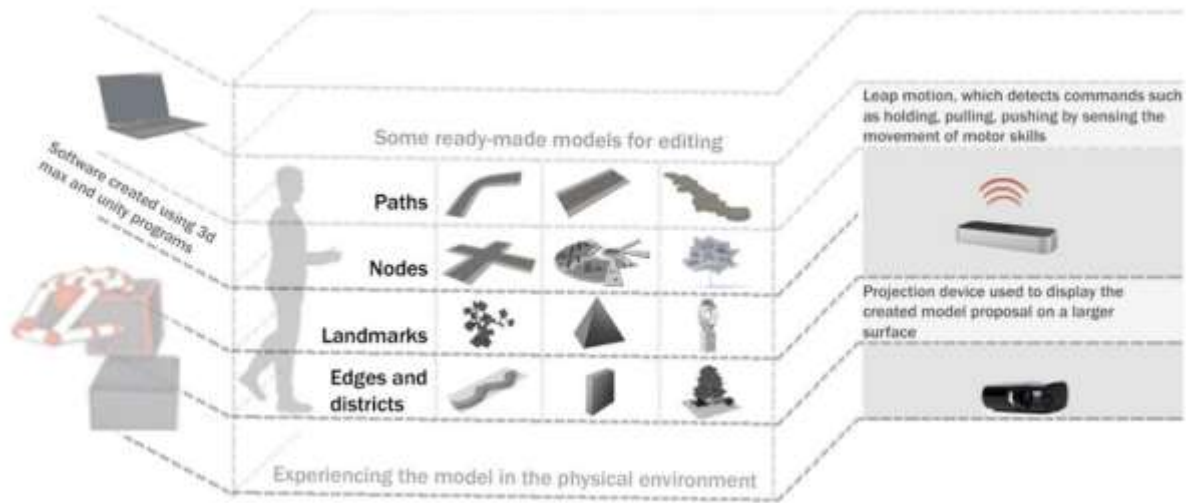 Software created using 3d
max and unity programs
Some ready-made models for editing
Paths
Nodes
Landmarks
Edges and
districts
Experiencing the model in the physical environment
Leap motion, which detects commands such
as holding, pulling, pushing by sensing the
movement of motor skills
Projection device used to display the
created model proposal on a larger
surface